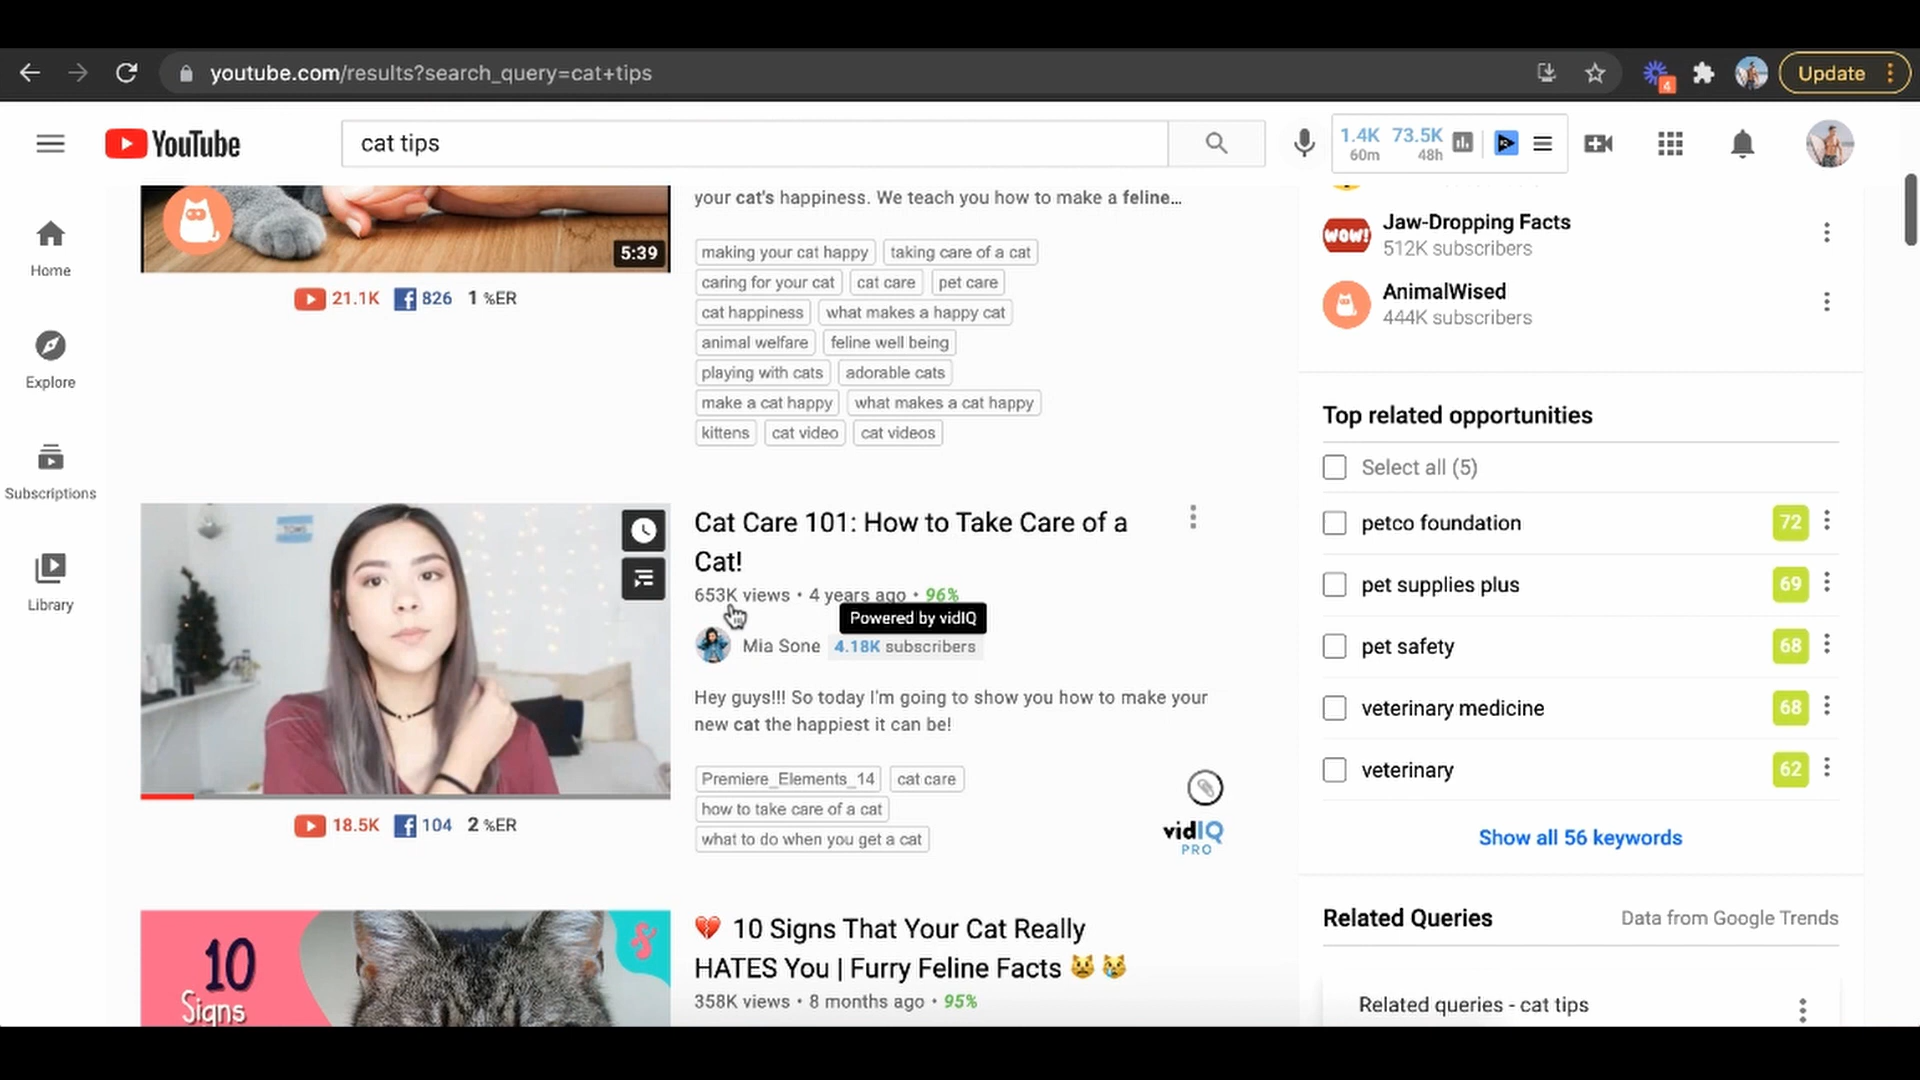 youtube.com/results?search_query=cat+tips
4
Update
YouTube
cat tips
1.4K 73.5K
60m 48h
Home
Explore
Subscriptions
Library
5:39
21.1K 826 1 %ER
your cat's happiness. We teach you how to make a feline…
making your cat happy taking care of a cat
caring for your cat cat care pet care
cat happiness what makes a happy cat
animal welfare feline well being
playing with cats adorable cats
make a cat happy what makes a cat happy
kittens cat video cat videos
Cat Care 101: How to Take Care of a
Cat!
653K views • 4 years ago • 96%
Powered by vidIQ
Mia Sone 4.18K subscribers
Hey guys!!! So today I'm going to show you how to make your
new cat the happiest it can be!
Premiere_Elements_14 cat care
how to take care of a cat
what to do when you get a cat
vidIQ
PRO
18.5K 104 2 %ER
10
Signs
💔 10 Signs That Your Cat Really
HATES You | Furry Feline Facts 😾 😿
358K views • 8 months ago • 95%
WOW!
Jaw-Dropping Facts
512K subscribers
AnimalWised
444K subscribers
Top related opportunities
Select all (5)
petco foundation 72
pet supplies plus 69
pet safety 68
veterinary medicine 68
veterinary 62
Show all 56 keywords
Related Queries Data from Google Trends
Related queries - cat tips